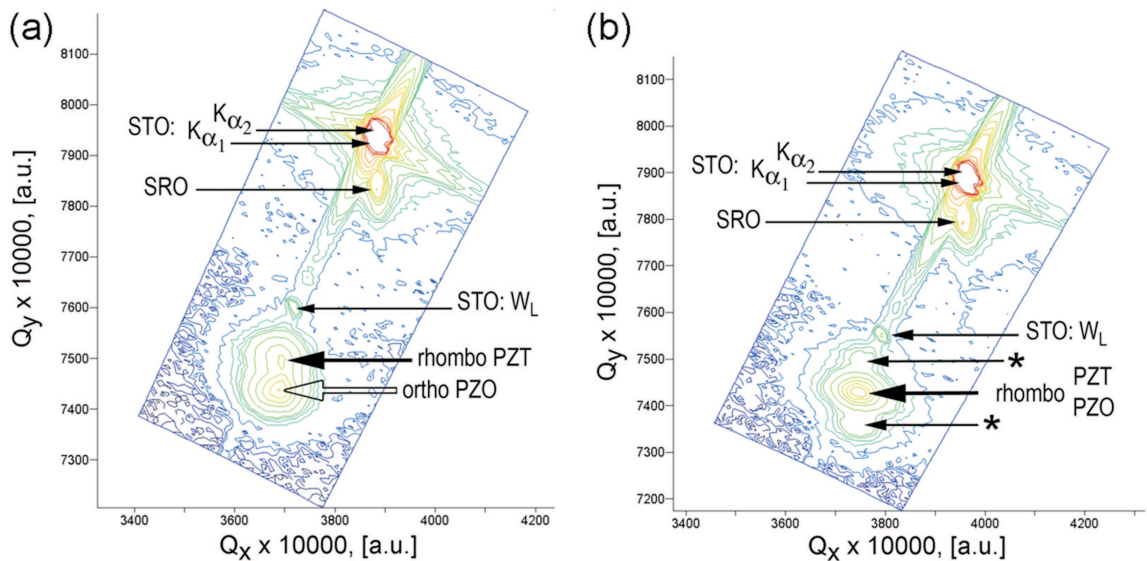 (a)
8100
8000
7900
7800
7700
7600
7500
7400
7300
3400
3600
3800
4000
4200
Qy x 10000, [a.u.]
Qx x 10000, [a.u.]
Kα2
STO: Kα1
SRO
STO: WL
rhombo PZT
ortho PZO
(b)
8100
8000
7900
7800
7700
7600
7500
7400
7300
7200
3400
3600
3800
4000
4200
Qy x 10000, [a.u.]
Qx x 10000, [a.u.]
Kα2
STO: Kα1
SRO
STO: WL
*
rhombo PZT
PZO
*